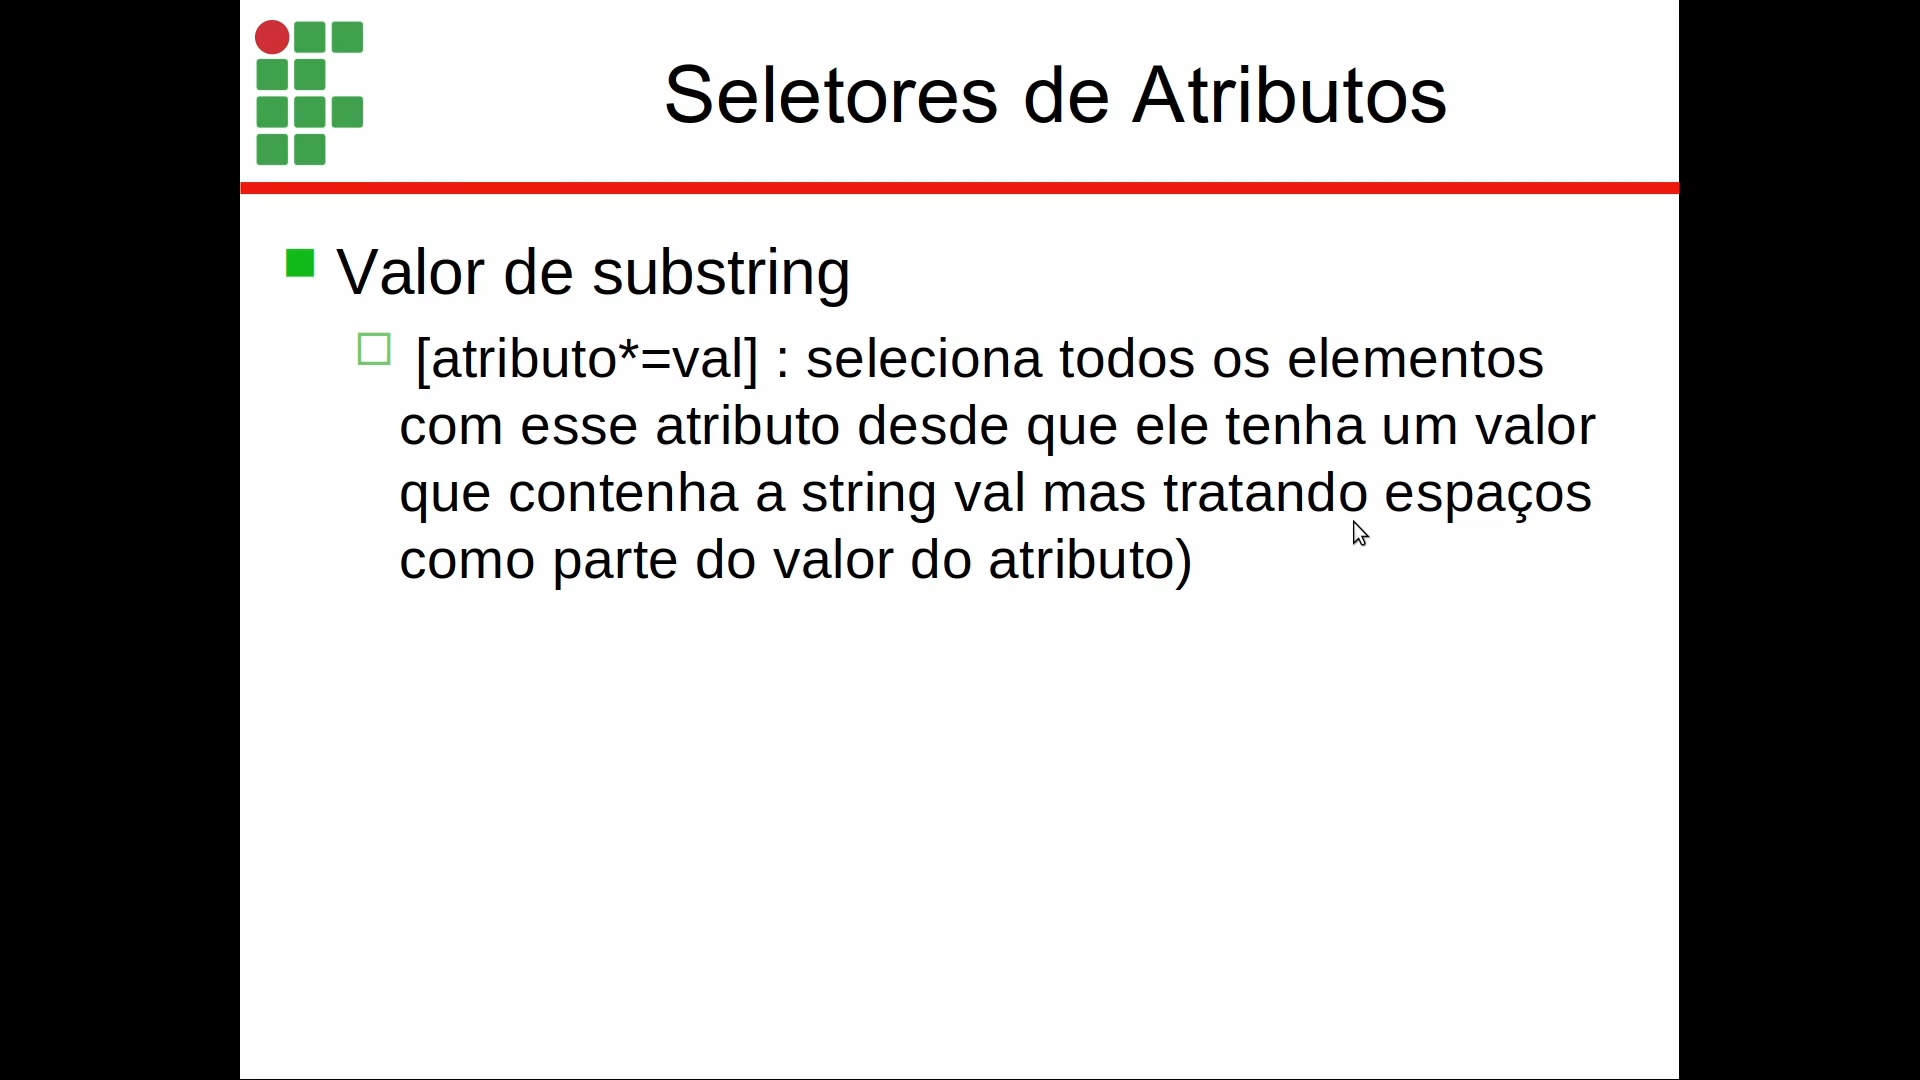 Seletores de Atributos
Valor de substring
[atributo*=val] : seleciona todos os elementos
com esse atributo desde que ele tenha um valor
que contenha a string val mas tratando espaços
como parte do valor do atributo)